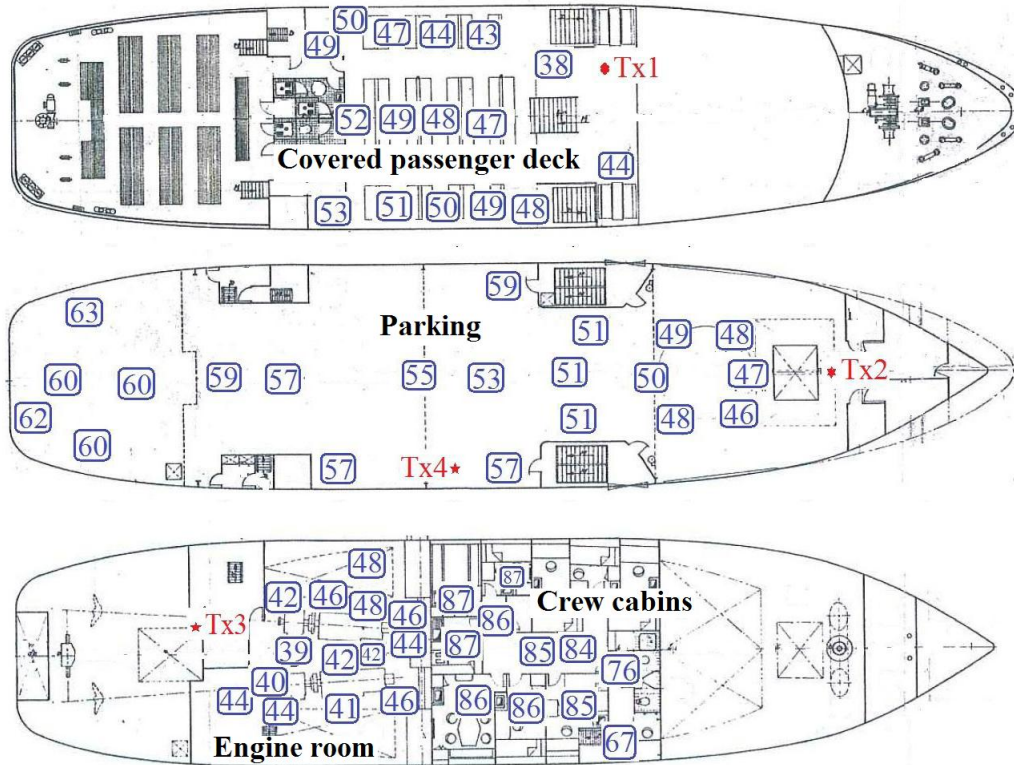 50 47 44 43
49
38 Tx1
52 49 48 47
Covered passenger deck
44
53 51 50 49 48
63
59
Parking
51 49 48
60 60 59 57 55 53 51 50 47 Tx2
62 60
51 48 46
57 Tx4 57
48
42 46 48 46
87
87 86
Crew cabins
Tx3
39 42 42 44
87 85 84
76
40
44 44 41 46
86 86 85
67
Engine room